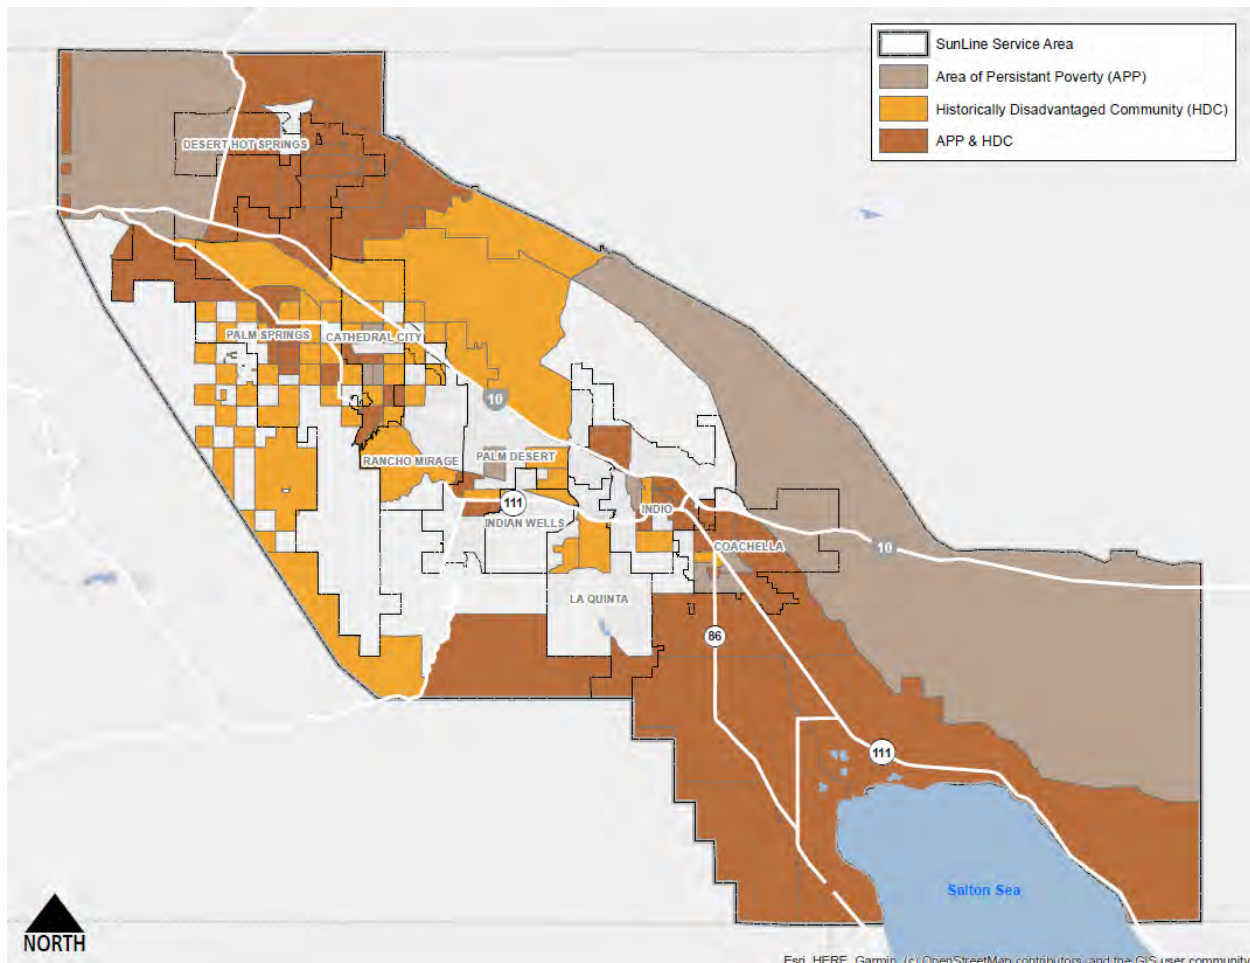 SunLine Service Area
Area of Persistant Poverty (APP)
Historically Disadvantaged Community (HDC)
APP & HDC
DESERT HOT SPRINGS
PALM SPRINGS
CATHEDRAL CITY
10
RANCHO MIRAGE
PALM DESERT
111
INDIAN WELLS
INDIO
COACHELLA
10
LA QUINTA
86
111
Salton Sea
NORTH
Esri, HERE, Garmin, (c) OpenStreetMap contributors, and the GIS user community